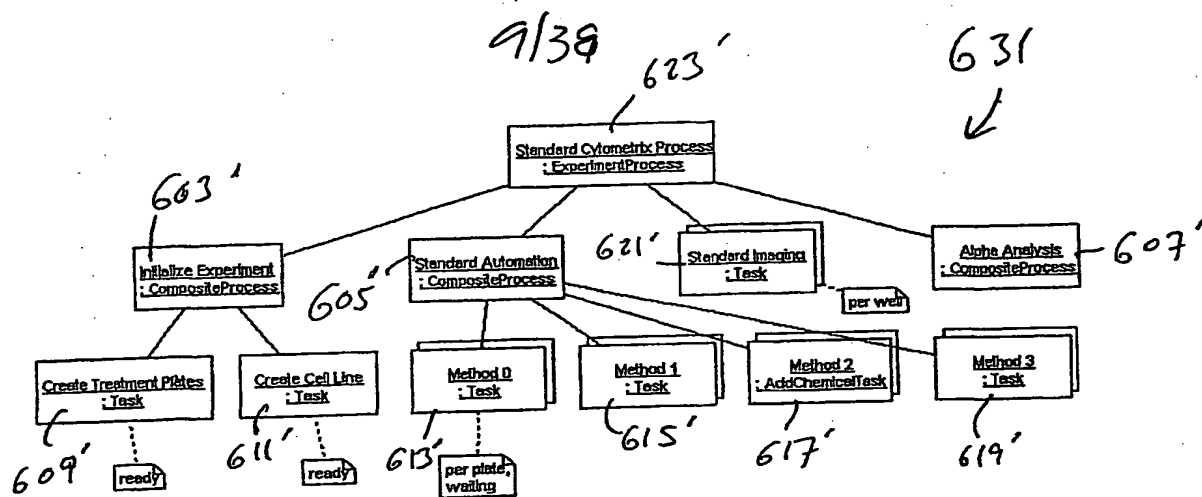 9/38
631
623'
Standard Cytometrix Process
: ExperimentProcess
603'
Initialize Experiment
: CompositeProcess
605'
Standard Automation
: CompositeProcess
621'
Standard Imaging
: Task
per well
Alpha Analysis
: CompositeProcess
607'
Create Treatment Plates
: Task
609'
ready
Create Cell Line
: Task
611'
ready
Method 0
: Task
613'
per plate,
waiting
Method 1
: Task
615'
Method 2
: AddChemicalTask
617'
Method 3
: Task
619'